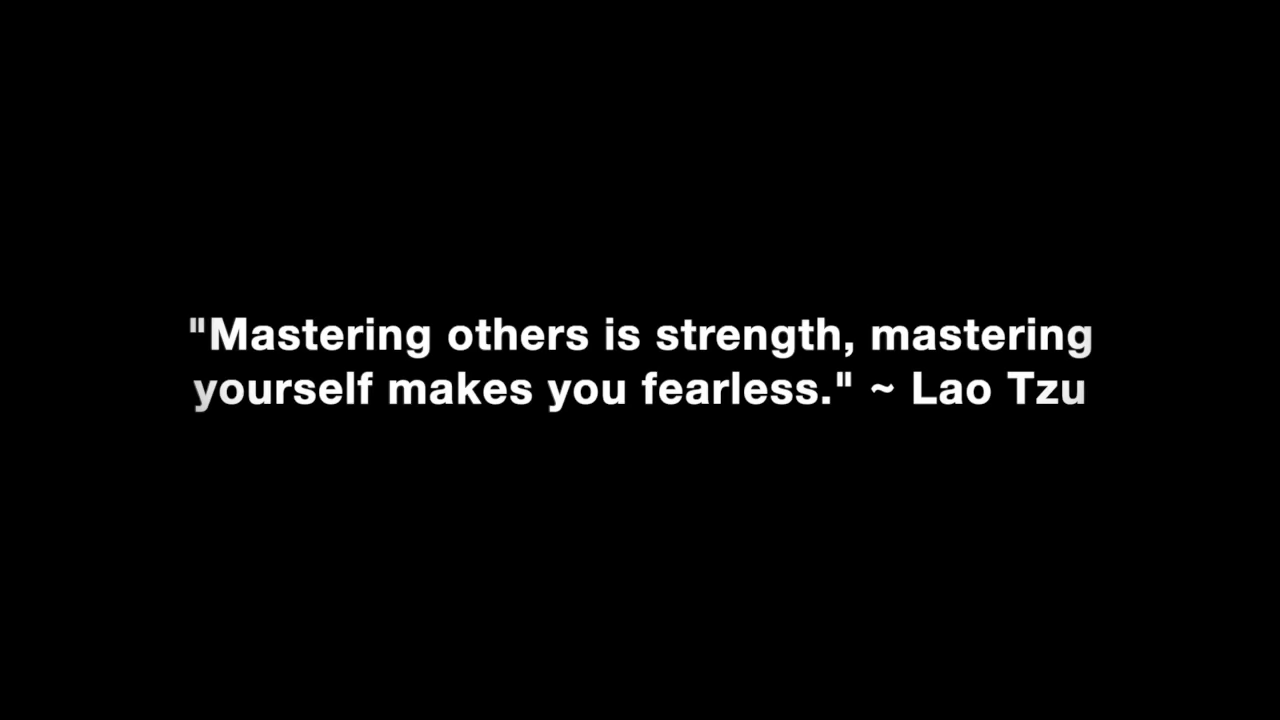 "Mastering others is strength, mastering
yourself makes you fearless." ~ Lao Tzu